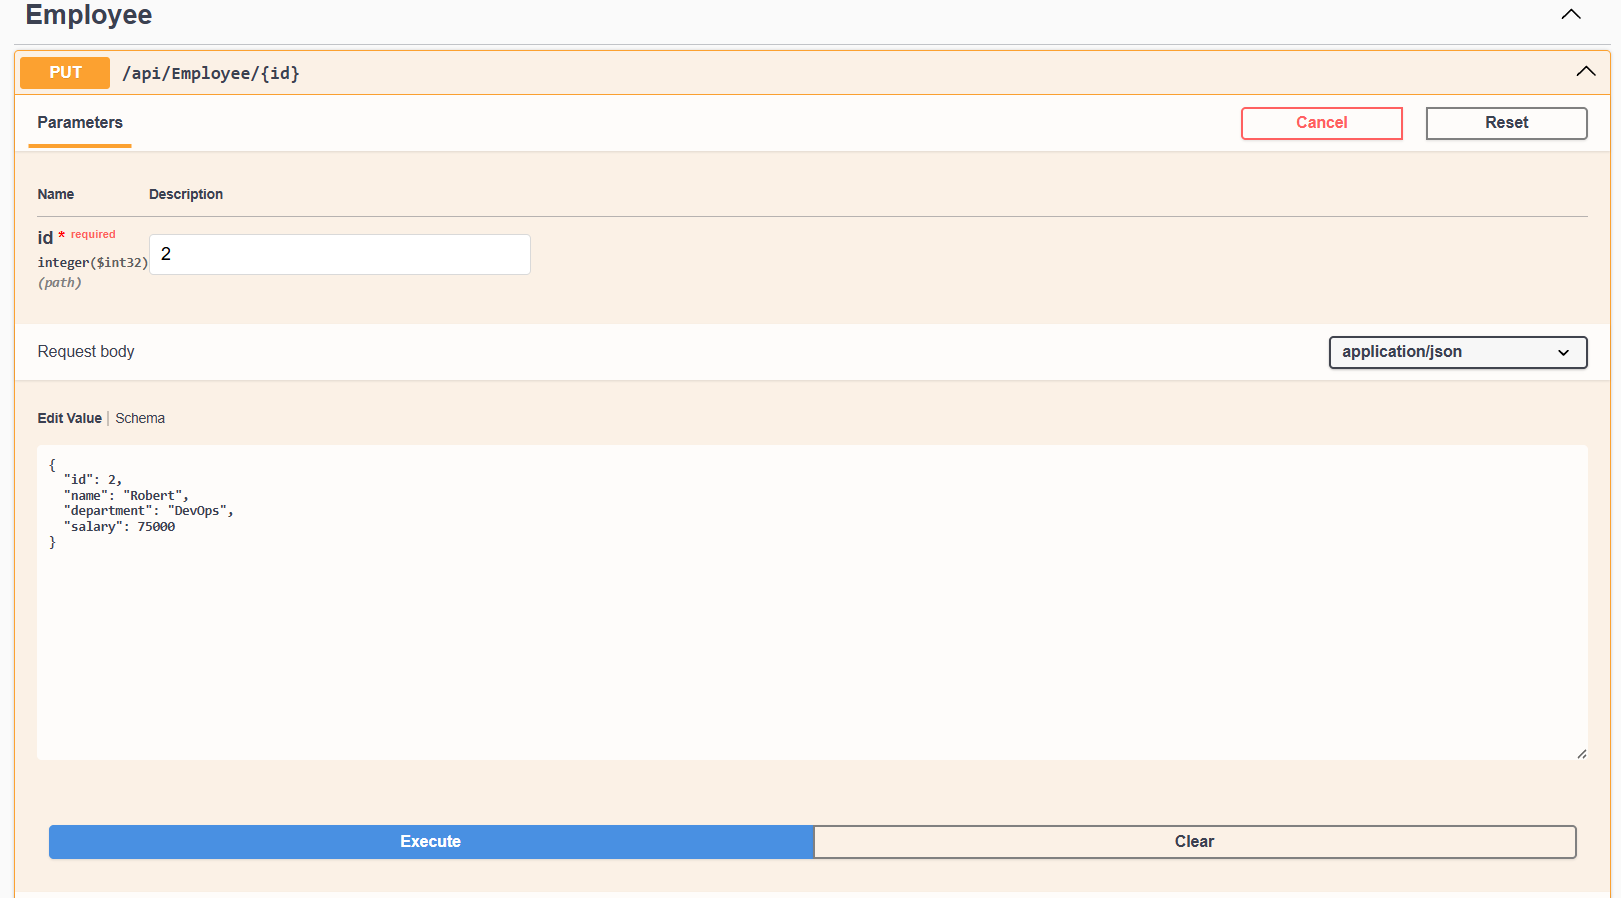 Employee
PUT /api/Employee/{id}
Parameters
Cancel
Reset
Name Description
id * required
integer($int32)
(path)
2
Request body
application/json
Edit Value | Schema
{
  "id": 2,
  "name": "Robert",
  "department": "DevOps",
  "salary": 75000
}
Execute
Clear